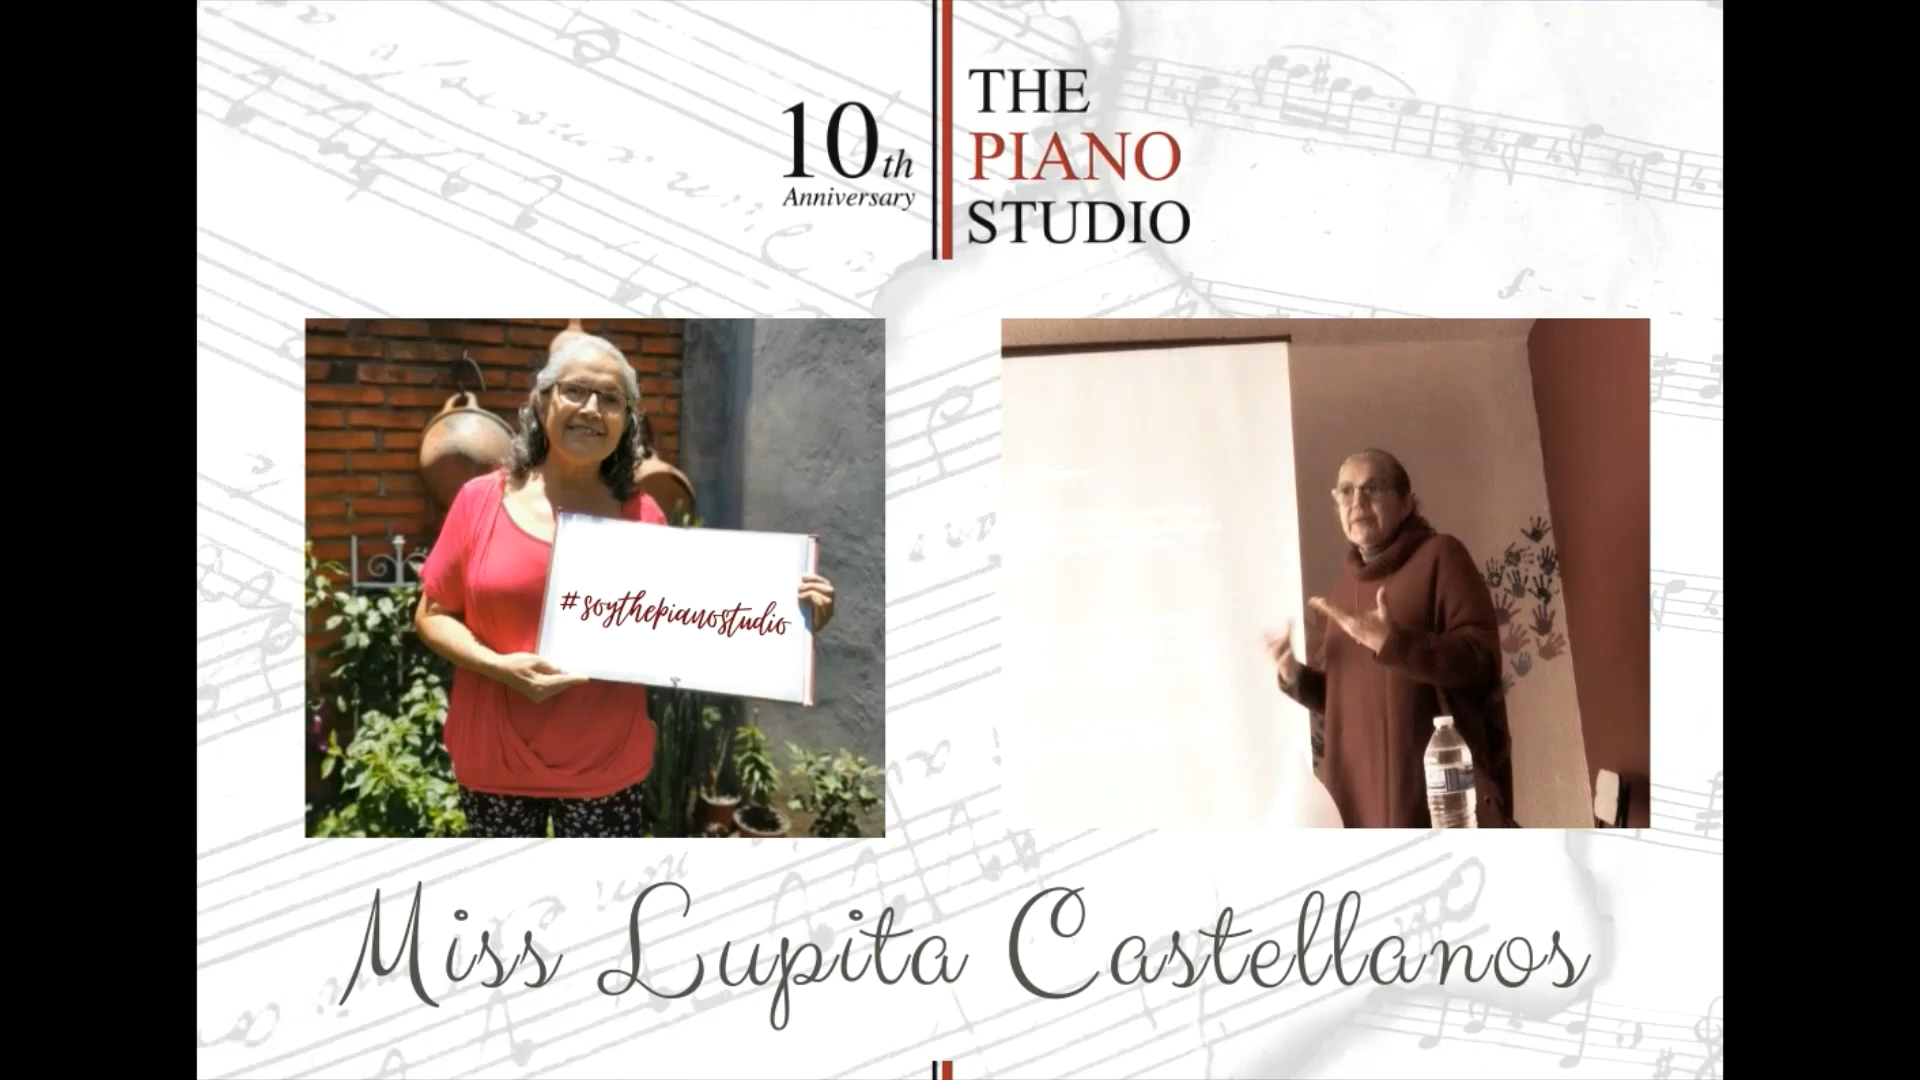 10th
Anniversary
THE
PIANO
STUDIO
#soythepianostudio
Miss Lupita Castellanos